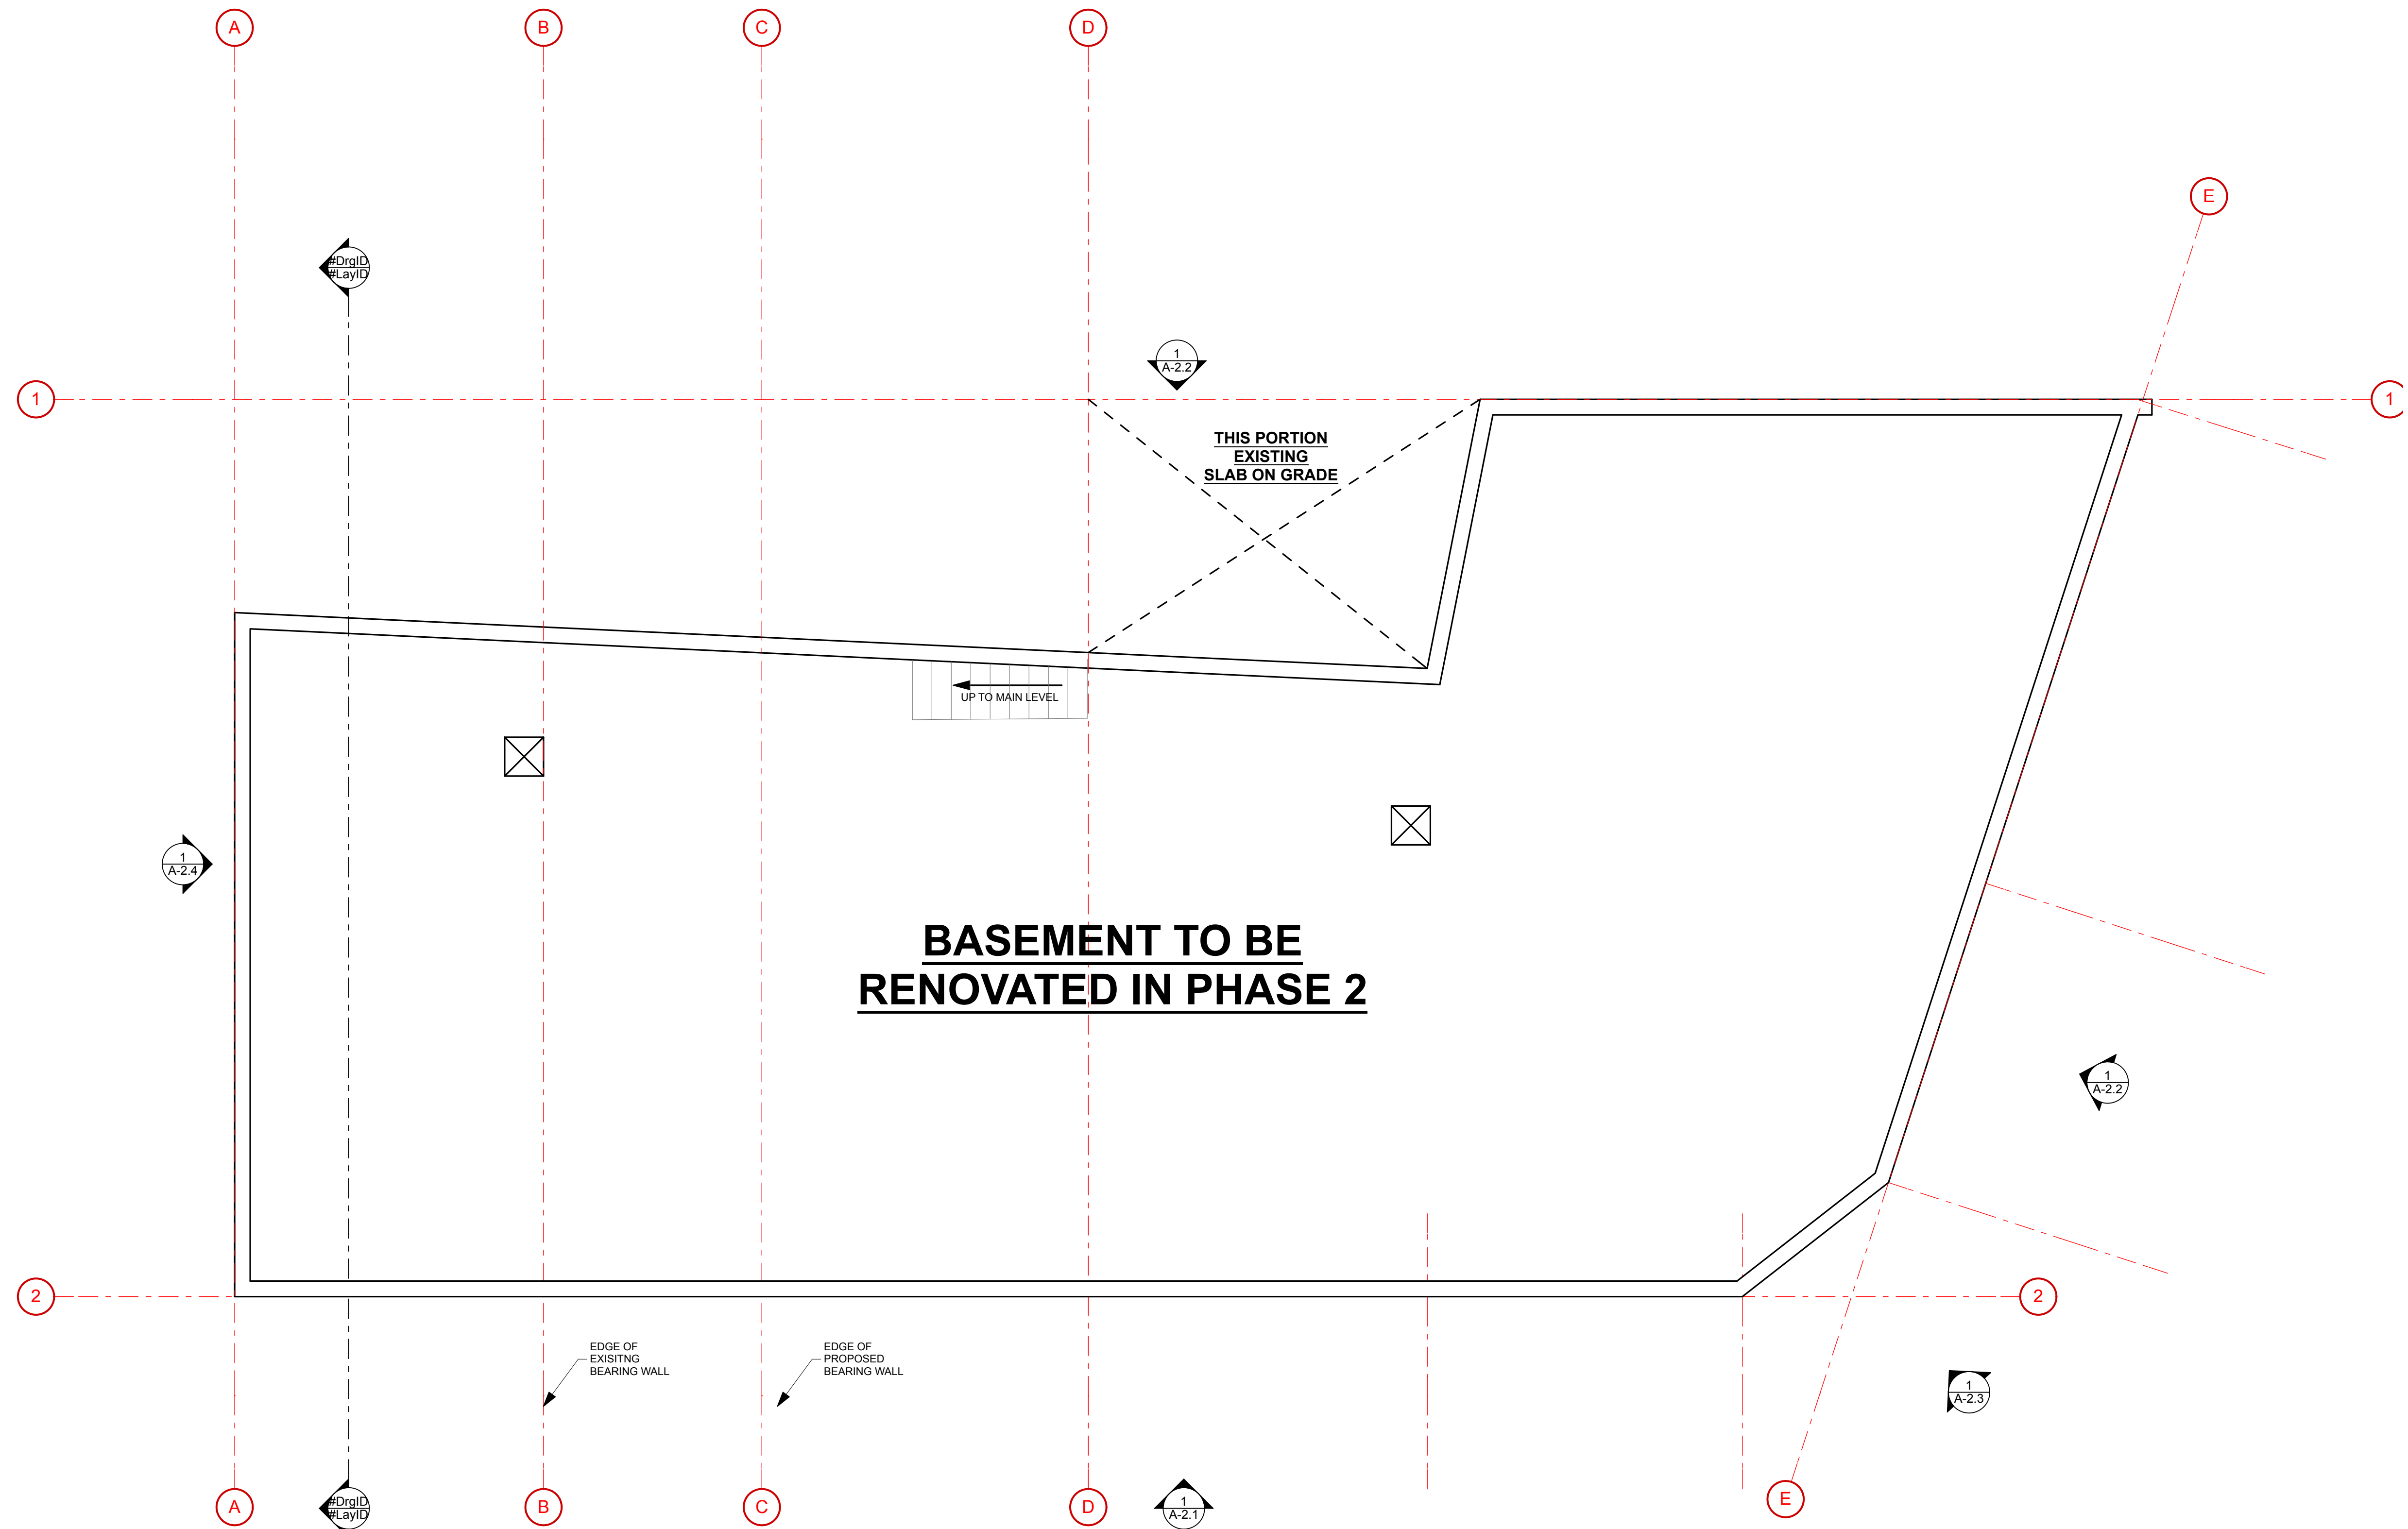 A
B
C
D
E
#DrgID
#LayID
1
A-2.2
1
1
THIS PORTION
EXISTING
SLAB ON GRADE
UP TO MAIN LEVEL
1
A-2.4
BASEMENT TO BE
RENOVATED IN PHASE 2
1
A-2.2
2
2
EDGE OF
EXISITNG
BEARING WALL
EDGE OF
PROPOSED
BEARING WALL
1
A-2.3
A
#DrgID
#LayID
B
C
D
1
A-2.1
E